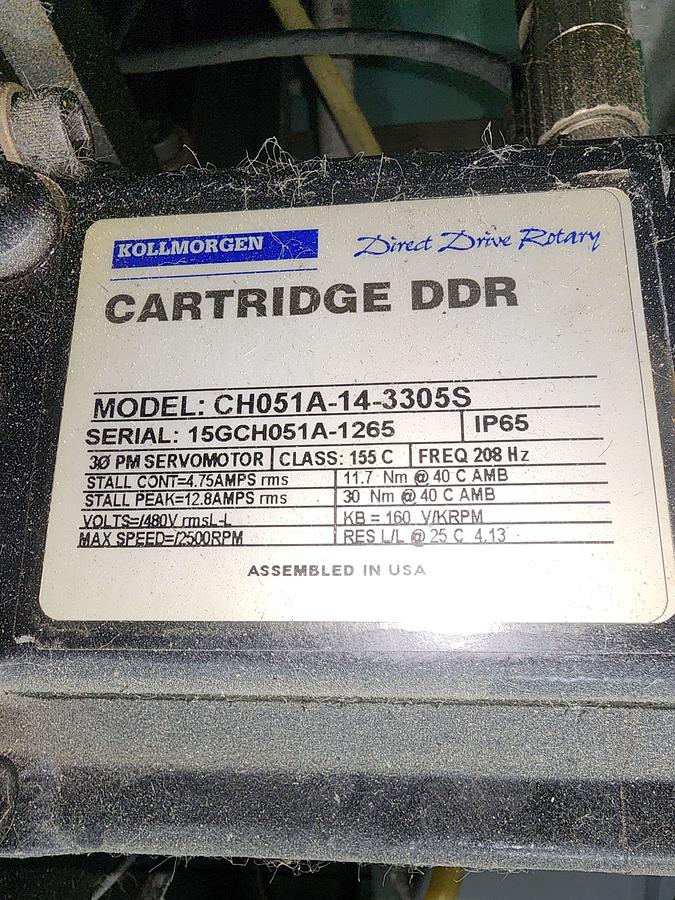 KOLLMORGEN Direct Drive Rotary
CARTRIDGE DDR
MODEL: CH051A-14-3305S
SERIAL: 15GCH051A-1265 IP65
3Ø PM SERVOMOTOR CLASS: 155 C FREQ 208 Hz
STALL CONT=4.75AMPS rms 11.7 Nm @ 40 C AMB
STALL PEAK=12.8AMPS rms 30 Nm @ 40 C AMB
VOLTS=/480V rmsL-L KB = 160 V/KRPM
MAX SPEED=/2500RPM RES L/L @ 25 C 4.13
ASSEMBLED IN USA